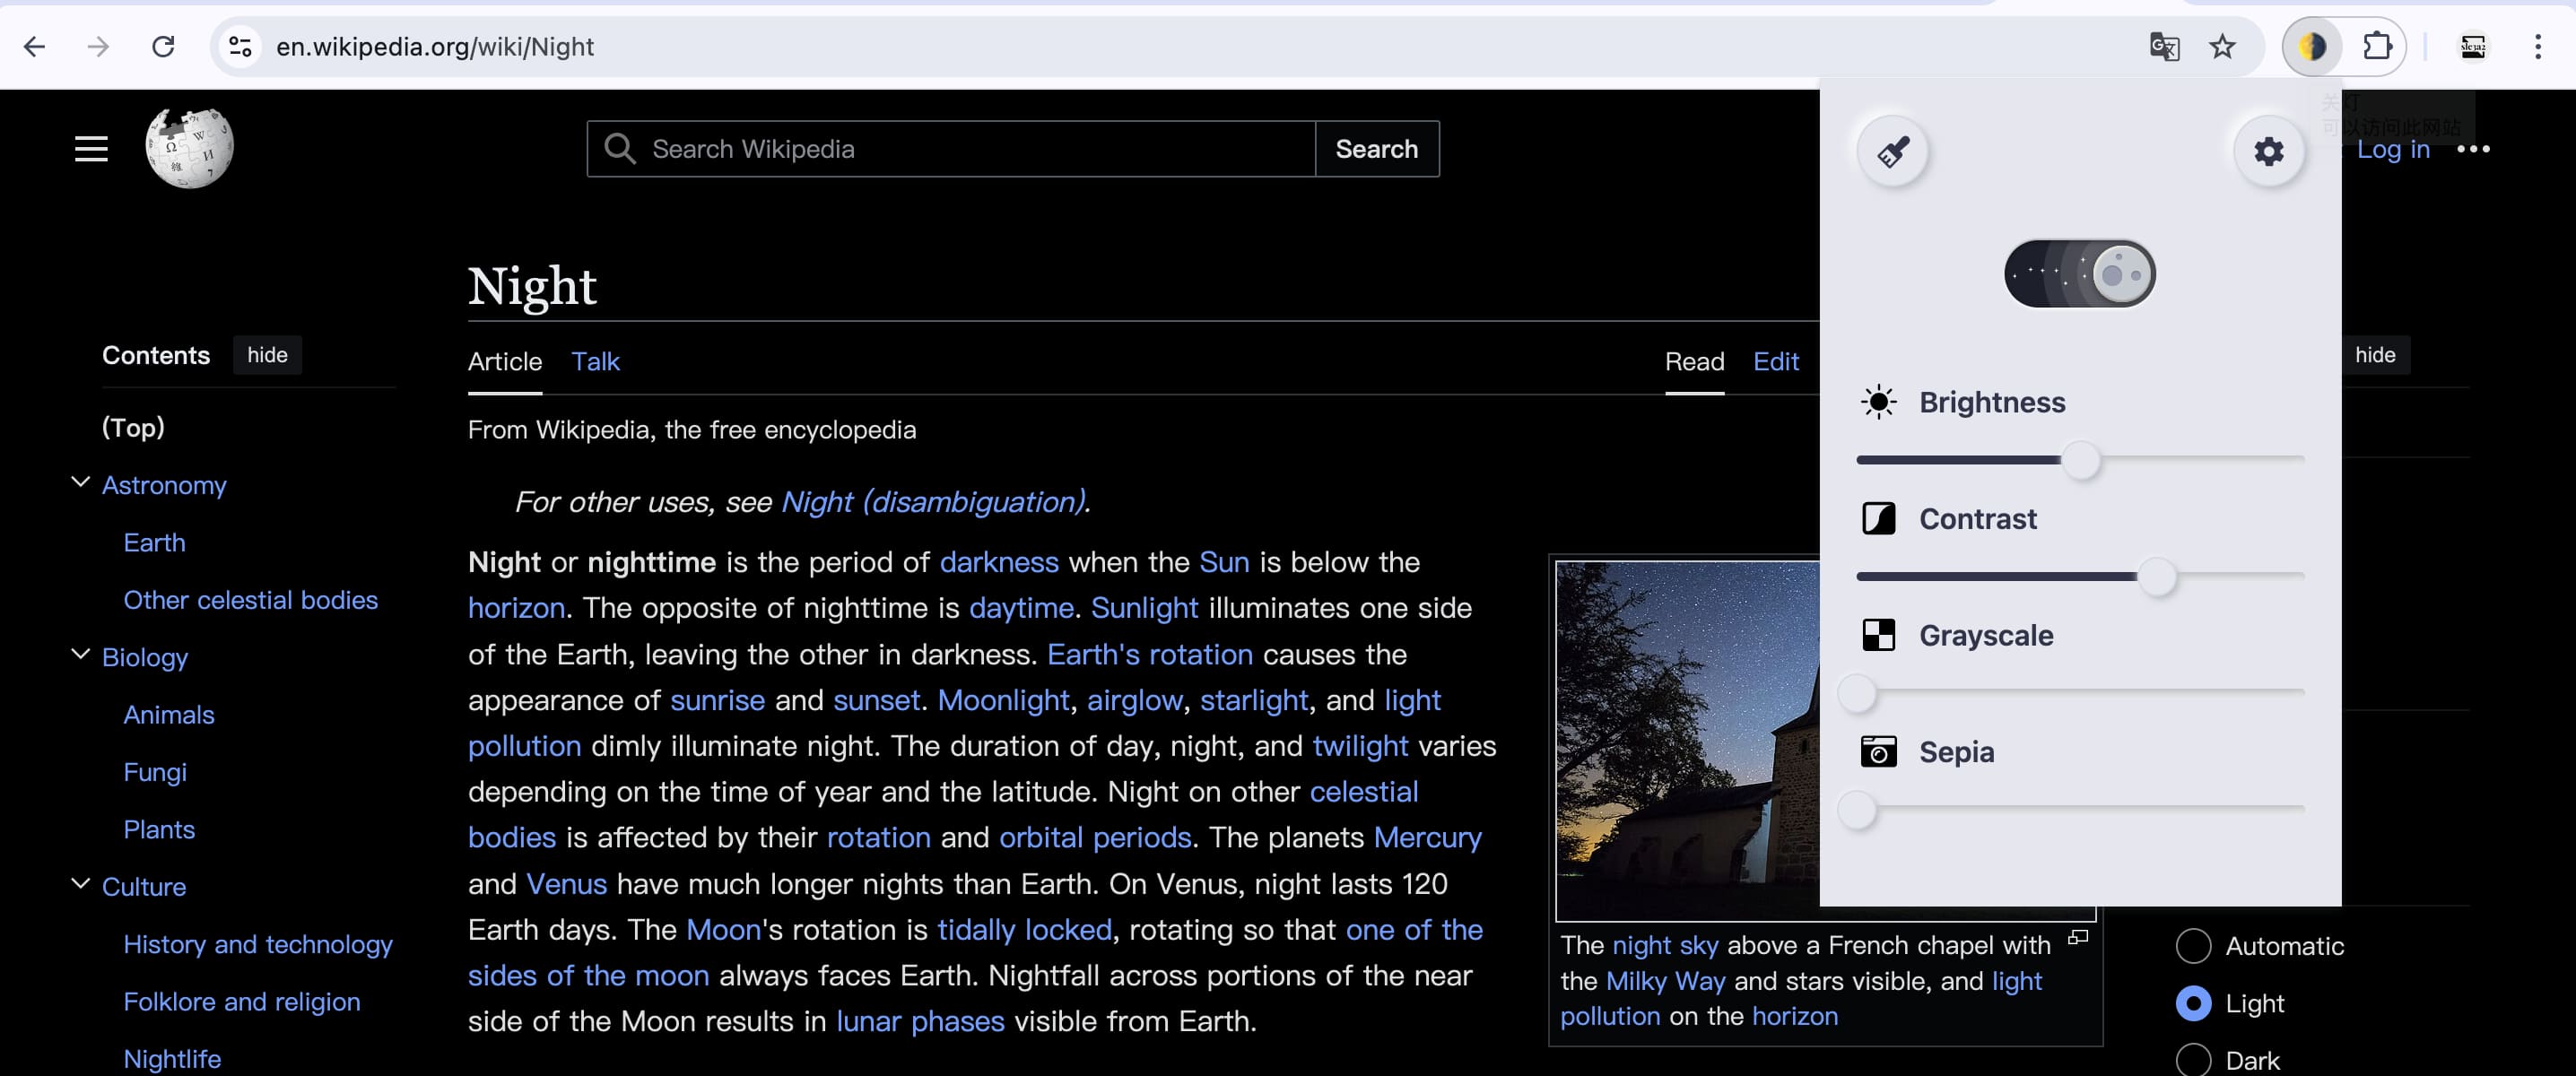 en.wikipedia.org/wiki/Night
关灯
可以访问此网站
Search Wikipedia
Search
Log in
Night
Contents
hide
Article
Talk
Read
Edit
hide
From Wikipedia, the free encyclopedia
(Top)
Astronomy
Earth
Other celestial bodies
Biology
Animals
Fungi
Plants
Culture
History and technology
Folklore and religion
Nightlife
For other uses, see Night (disambiguation).
Night or nighttime is the period of darkness when the Sun is below the
horizon. The opposite of nighttime is daytime. Sunlight illuminates one side
of the Earth, leaving the other in darkness. Earth's rotation causes the
appearance of sunrise and sunset. Moonlight, airglow, starlight, and light
pollution dimly illuminate night. The duration of day, night, and twilight varies
depending on the time of year and the latitude. Night on other celestial
bodies is affected by their rotation and orbital periods. The planets Mercury
and Venus have much longer nights than Earth. On Venus, night lasts 120
Earth days. The Moon's rotation is tidally locked, rotating so that one of the
sides of the moon always faces Earth. Nightfall across portions of the near
side of the Moon results in lunar phases visible from Earth.
The night sky above a French chapel with
the Milky Way and stars visible, and light
pollution on the horizon
Brightness
Contrast
Grayscale
Sepia
Automatic
Light
Dark